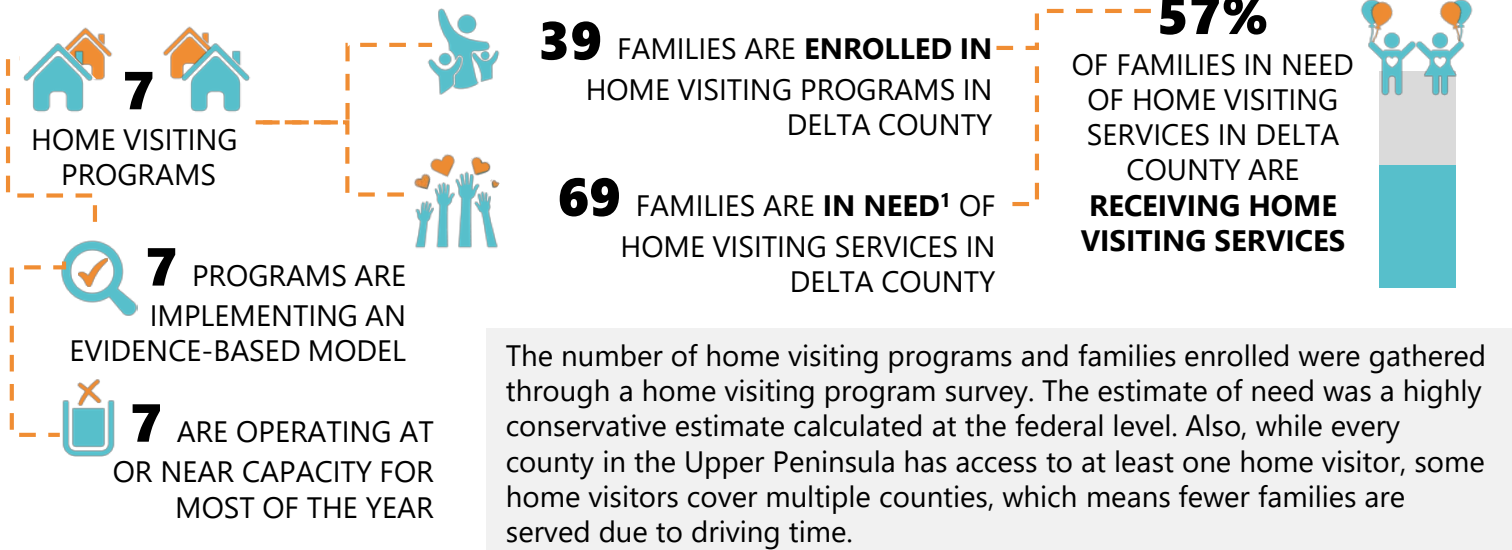 7
HOME VISITING
PROGRAMS
7 PROGRAMS ARE
IMPLEMENTING AN
EVIDENCE-BASED MODEL
7 ARE OPERATING AT
OR NEAR CAPACITY FOR
MOST OF THE YEAR
39 FAMILIES ARE ENROLLED IN
HOME VISITING PROGRAMS IN
DELTA COUNTY
69 FAMILIES ARE IN NEED¹ OF
HOME VISITING SERVICES IN
DELTA COUNTY
57%
OF FAMILIES IN NEED
OF HOME VISITING
SERVICES IN DELTA
COUNTY ARE
RECEIVING HOME
VISITING SERVICES
The number of home visiting programs and families enrolled were gathered
through a home visiting program survey. The estimate of need was a highly
conservative estimate calculated at the federal level. Also, while every
county in the Upper Peninsula has access to at least one home visitor, some
home visitors cover multiple counties, which means fewer families are
served due to driving time.